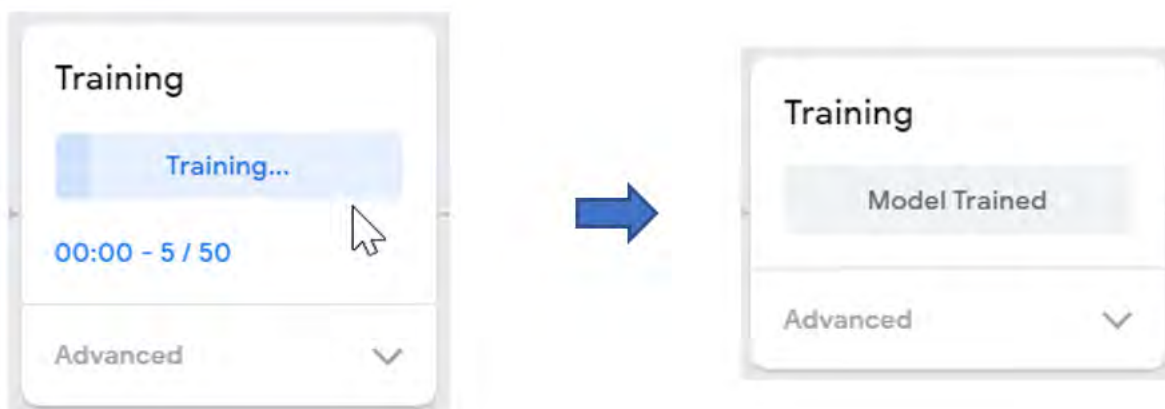 Training
Training...
00:00 - 5 / 50
Advanced
Training
Model Trained
Advanced